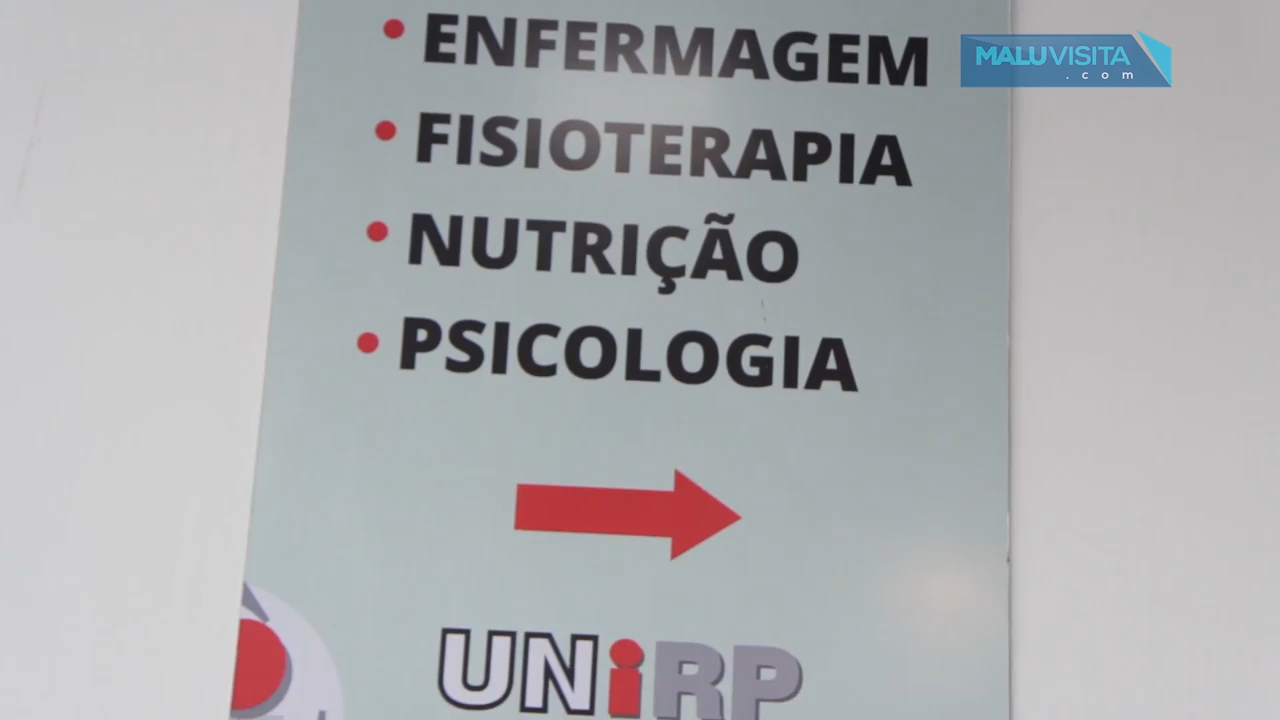 • ENFERMAGEM
MALUVISITA
.com
• FISIOTERAPIA
• NUTRIÇÃO
• PSICOLOGIA
UNiRP